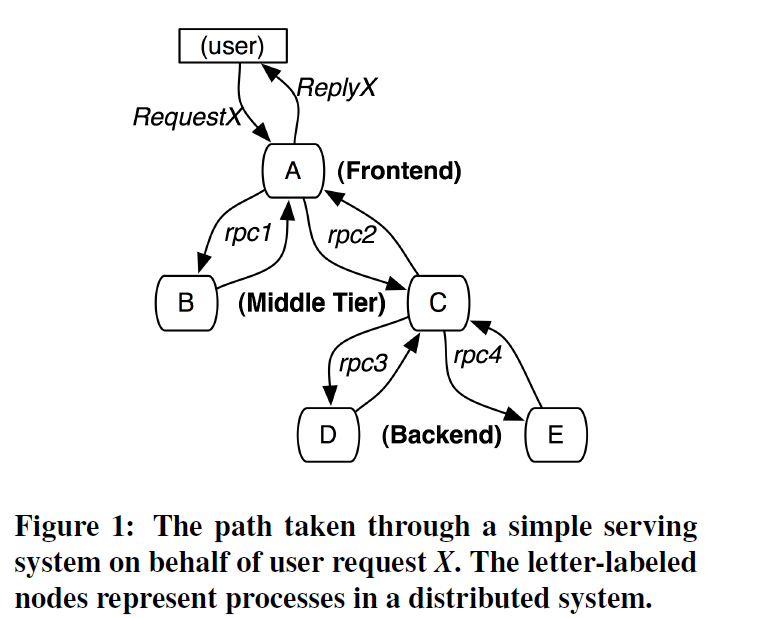 (user)
ReplyX
RequestX
A (Frontend)
rpc1 rpc2
B (Middle Tier) C
rpc3 rpc4
D (Backend) E
Figure 1: The path taken through a simple serving
system on behalf of user request X. The letter-labeled
nodes represent processes in a distributed system.